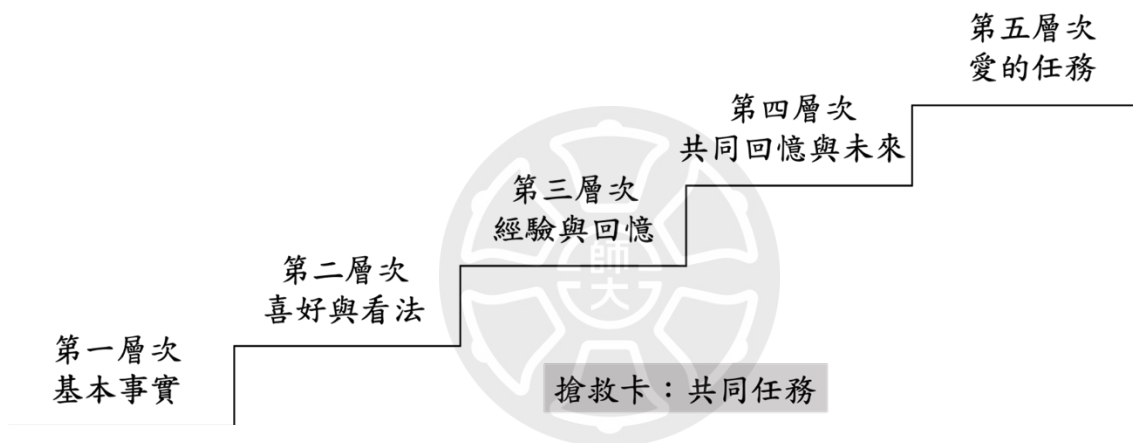 第五層次
愛的任務
第四層次
共同回憶與未來
第三層次
經驗與回憶
第二層次
喜好與看法
第一層次
基本事實
搶救卡：共同任務
師大